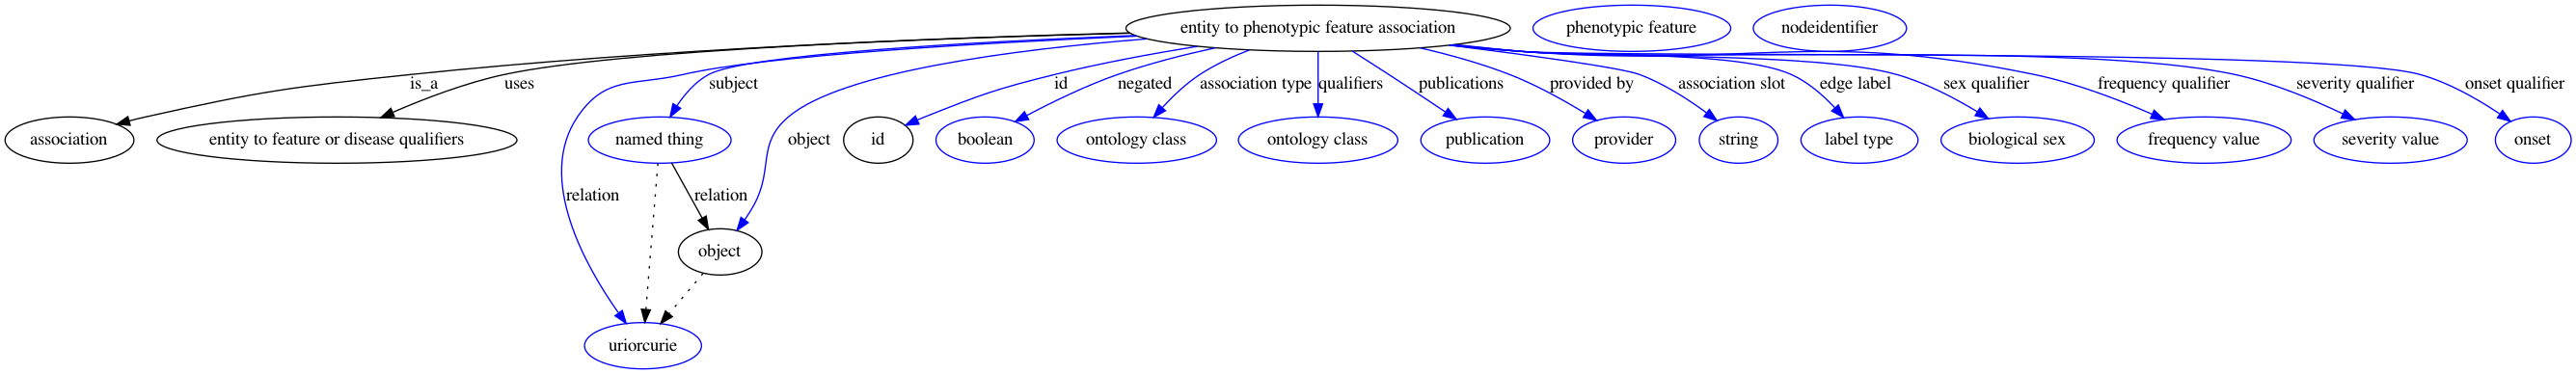 entity to phenotypic feature association
phenotypic feature
nodeidentifier
is_a
uses
subject
id
negated
association type
qualifiers
publications
provided by
association slot
edge label
sex qualifier
frequency qualifier
severity qualifier
onset qualifier
association
entity to feature or disease qualifiers
named thing
object
id
boolean
ontology class
ontology class
publication
provider
string
label type
biological sex
frequency value
severity value
onset
relation
relation
object
uriorcurie